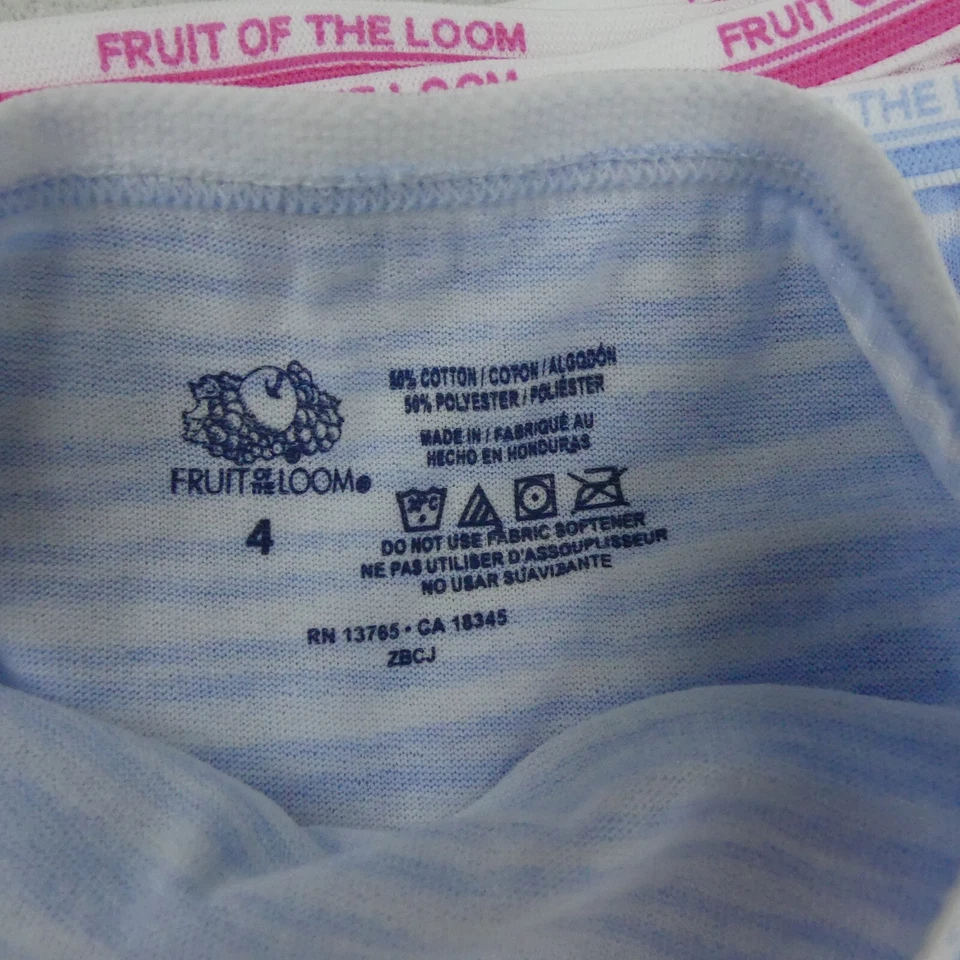 FRUIT OF THE LOOM
FRUIT
THE
LOOM
FRUIT OF THE LOOM
4
50% COTTON / COTON / ALGODÓN
50% POLYESTER / POLIÉSTER
MADE IN / FABRIQUÉ AU
HECHO EN HONDURAS
DO NOT USE FABRIC SOFTENER
NE PAS UTILISER D'ASSOUPLISSEUR
NO USAR SUAVIZANTE
RN 13765 • CA 18345
ZBCJ